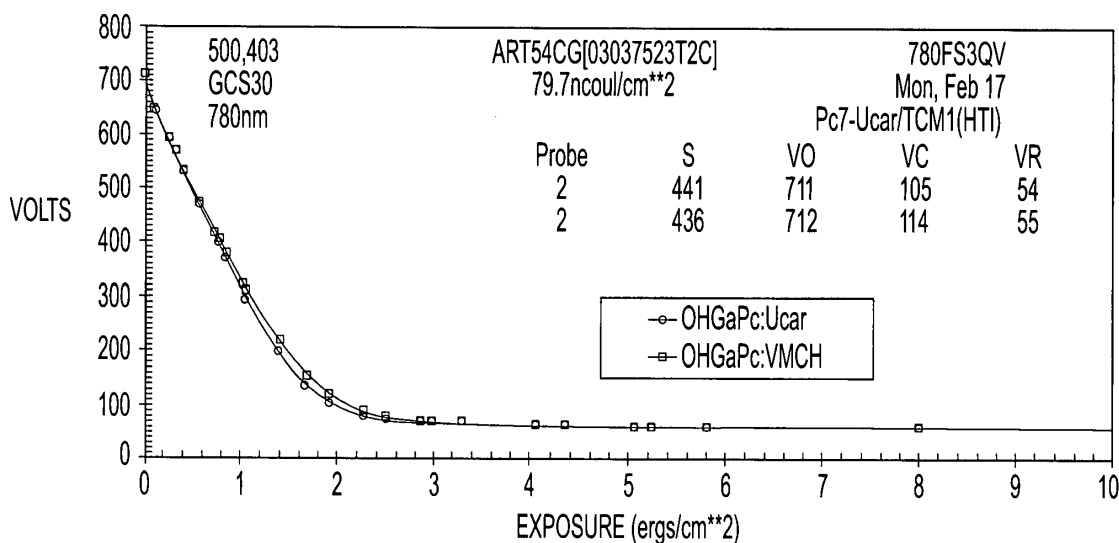 800
700
600
500
400
300
200
100
0
VOLTS
500,403
GCS30
780nm
ART54CG[03037523T2C]
79.7ncoul/cm**2
780FS3QV
Mon, Feb 17
Pc7-Ucar/TCM1(HTI)
Probe S VO VC VR
2 441 711 105 54
2 436 712 114 55
OHGaPc:Ucar
OHGaPc:VMCH
0 1 2 3 4 5 6 7 8 9 10
EXPOSURE (ergs/cm**2)